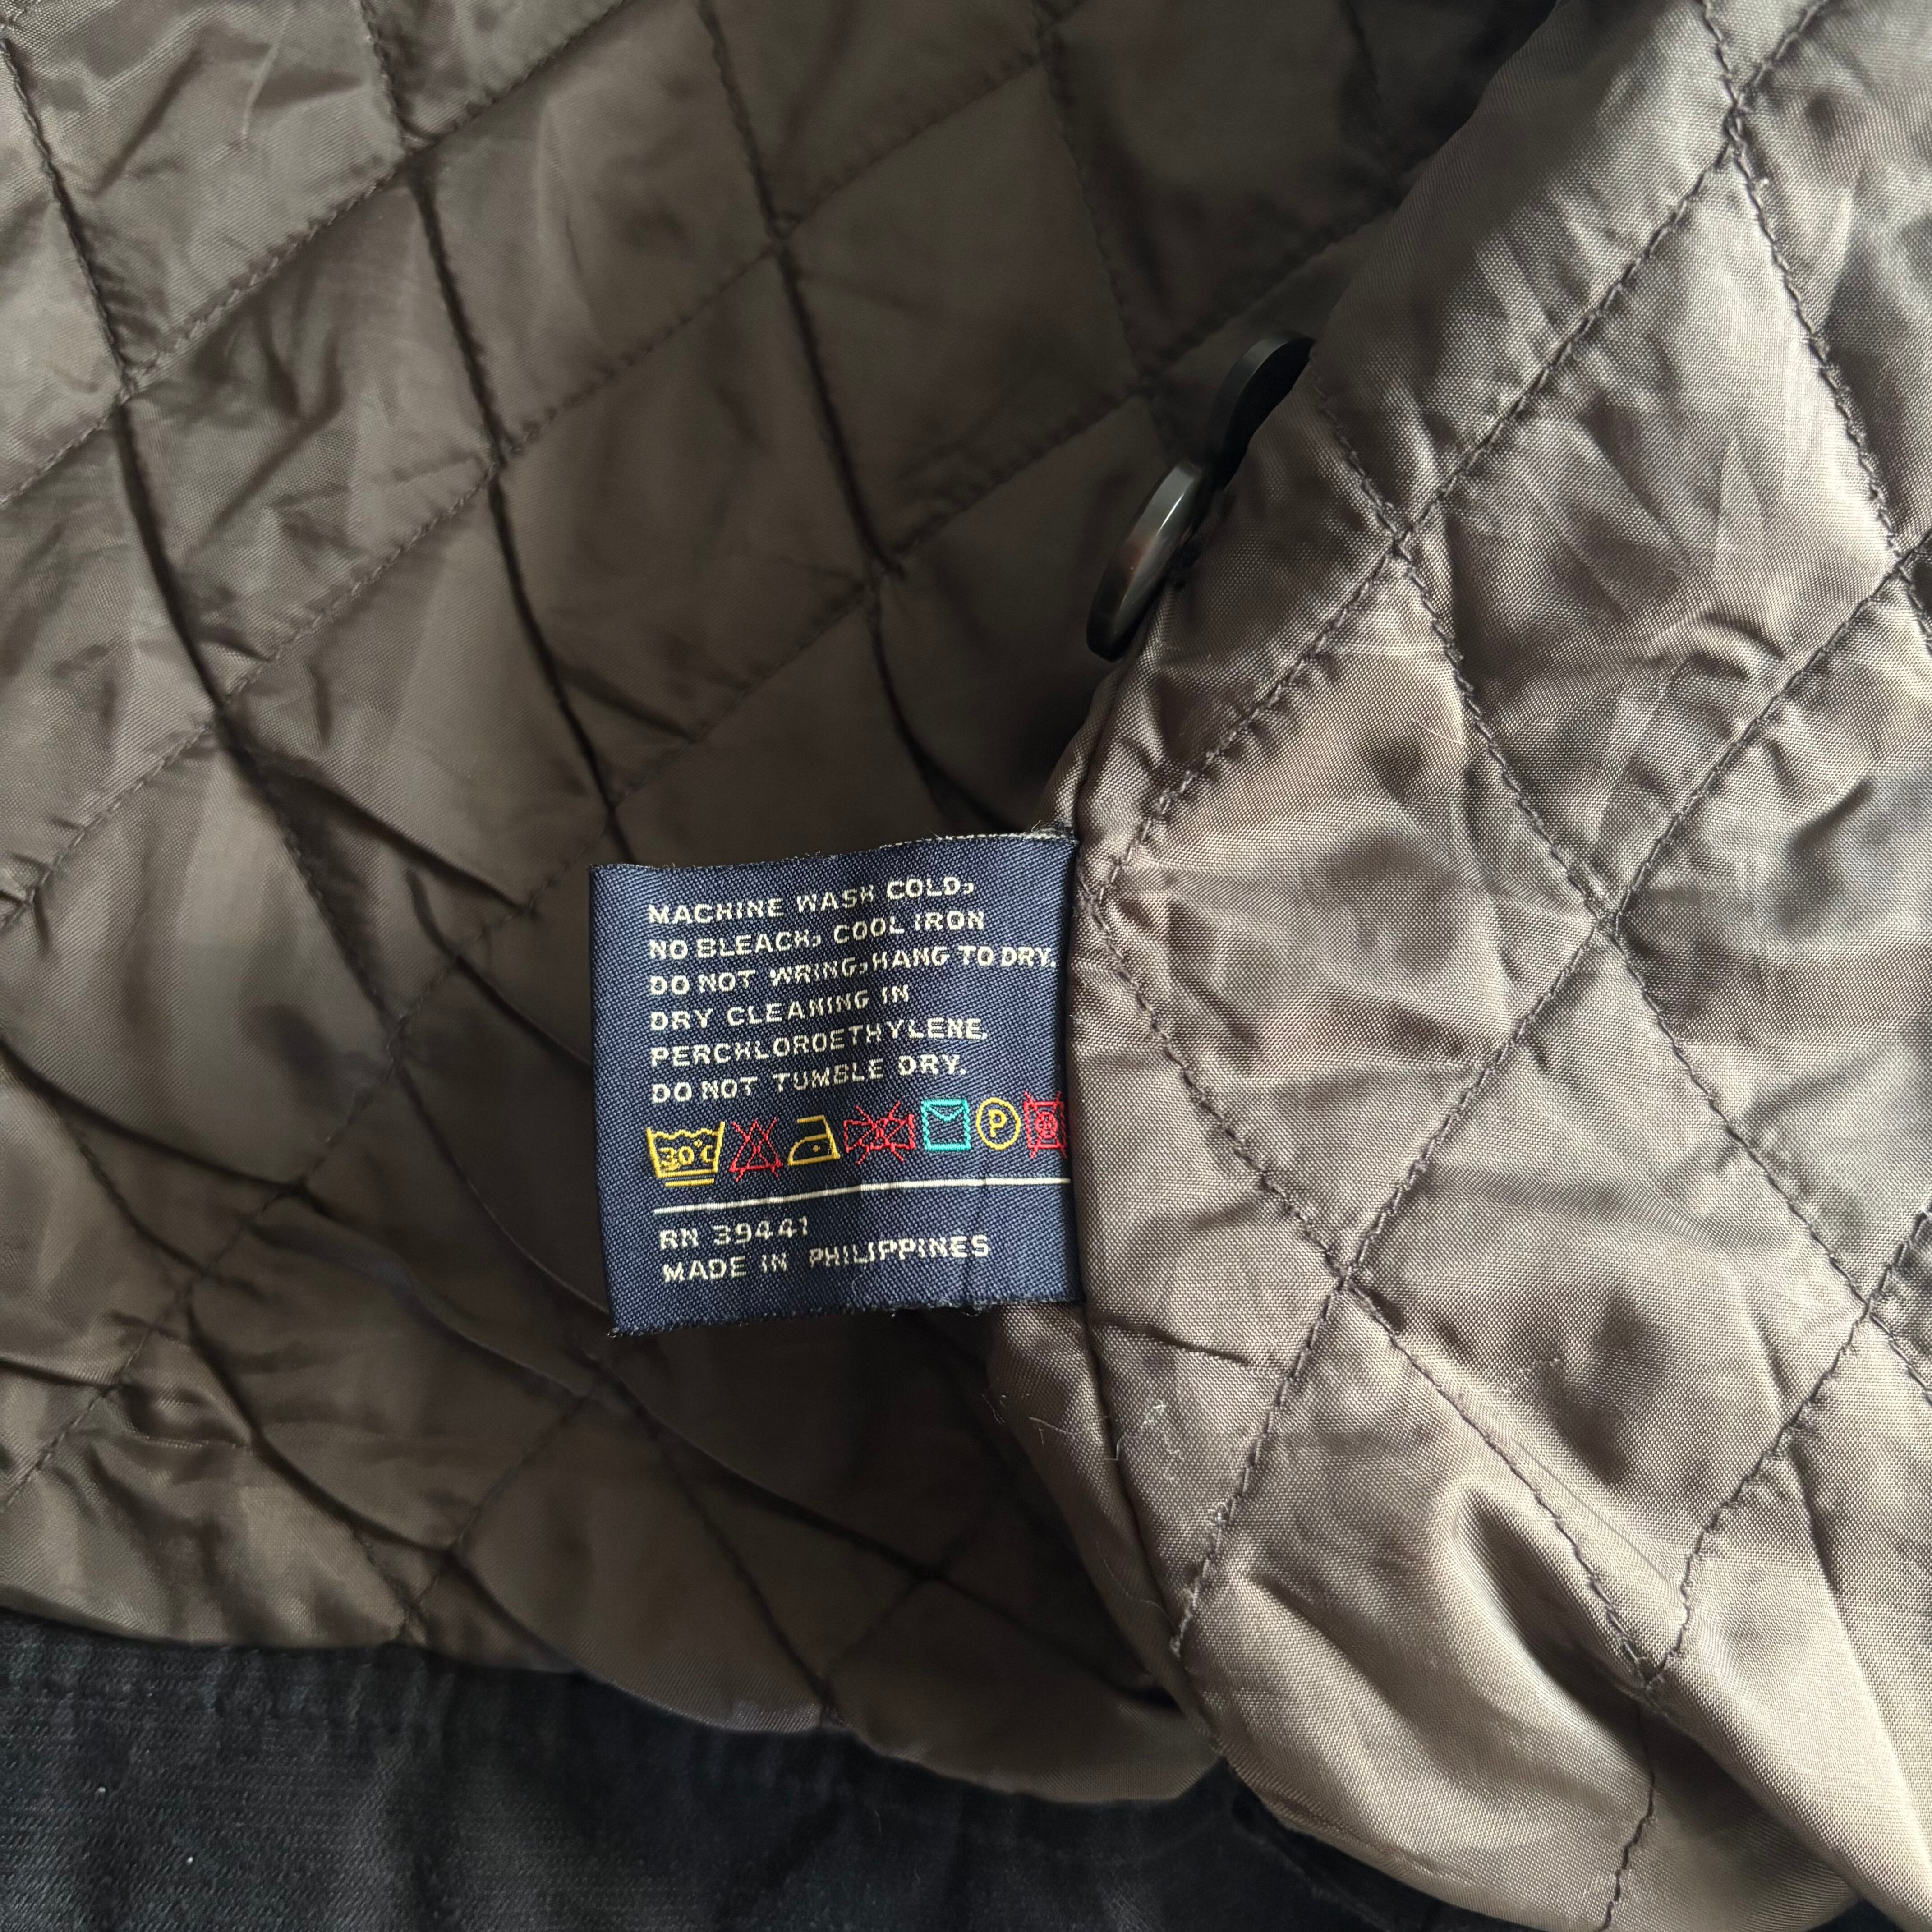 MACHINE WASH COLD,
NO BLEACH, COOL IRON
DO NOT WRING, HANG TO DRY.
DRY CLEANING IN
PERCHLOROETHYLENE.
DO NOT TUMBLE DRY.
30°C P
RN 39441
MADE IN PHILIPPINES